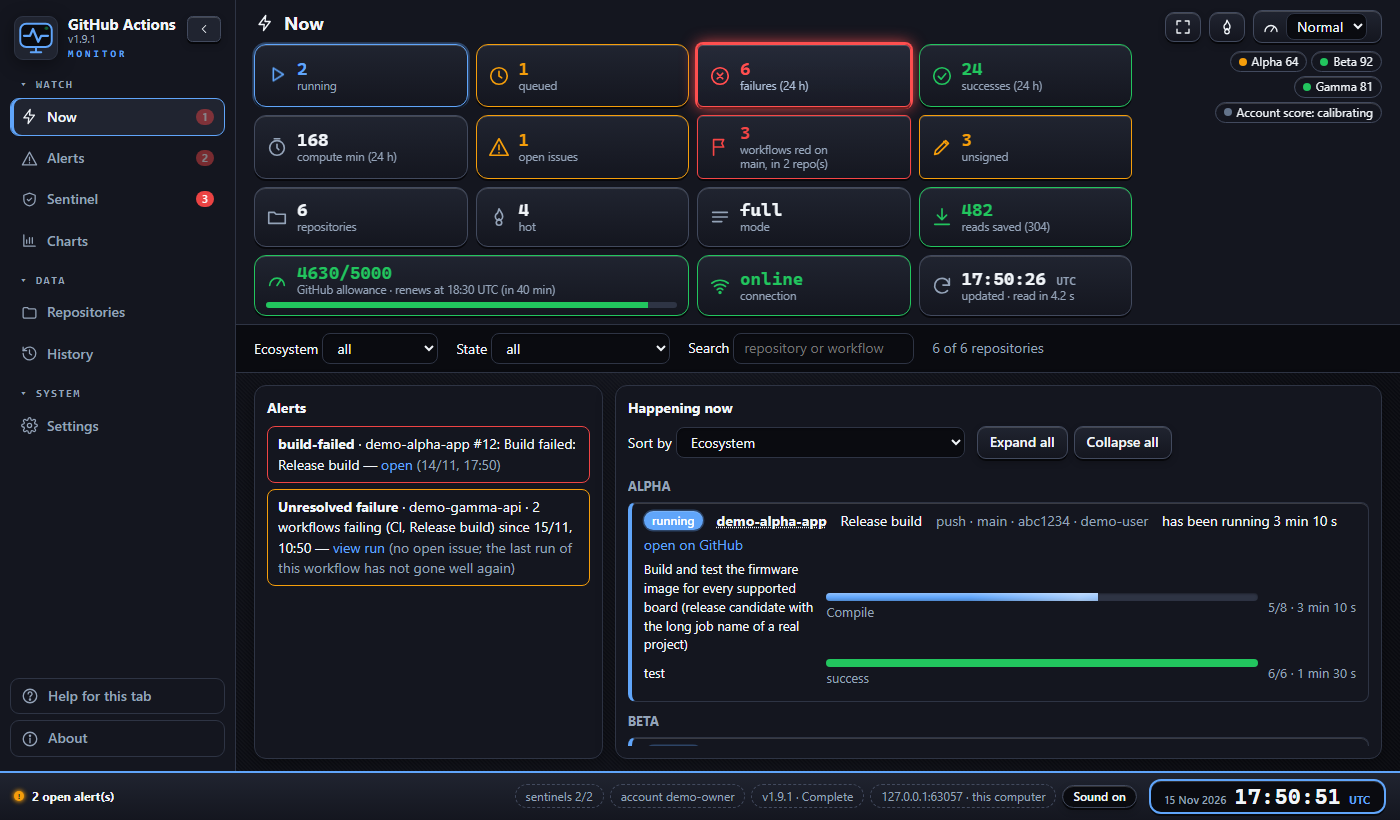 GitHub Actions
v1.9.1
MONITOR
WATCH
Now 1
Alerts 2
Sentinel 3
Charts
DATA
Repositories
History
SYSTEM
Settings
Help for this tab
About
Now
Normal
Alpha 64
Beta 92
Gamma 81
Account score: calibrating
2
running
1
queued
6
failures (24 h)
24
successes (24 h)
168
compute min (24 h)
1
open issues
3
workflows red on
main, in 2 repo(s)
3
unsigned
6
repositories
4
hot
full
mode
482
reads saved (304)
4630/5000
GitHub allowance · renews at 18:30 UTC (in 40 min)
online
connection
17:50:26 UTC
updated · read in 4.2 s
Ecosystem all State all Search repository or workflow 6 of 6 repositories
Alerts
build-failed · demo-alpha-app #12: Build failed:
Release build — open (14/11, 17:50)
Unresolved failure · demo-gamma-api · 2
workflows failing (CI, Release build) since 15/11,
10:50 — view run (no open issue; the last run of
this workflow has not gone well again)
Happening now
Sort by Ecosystem Expand all Collapse all
ALPHA
running demo-alpha-app Release build push · main · abc1234 · demo-user has been running 3 min 10 s
open on GitHub
Build and test the firmware
image for every supported
board (release candidate with
the long job name of a real
project)
Compile
5/8 · 3 min 10 s
test
success
6/6 · 1 min 30 s
BETA
2 open alert(s)
sentinels 2/2
account demo-owner
v1.9.1 · Complete
127.0.0.1:63057 · this computer
Sound on
15 Nov 2026 17:50:51 UTC